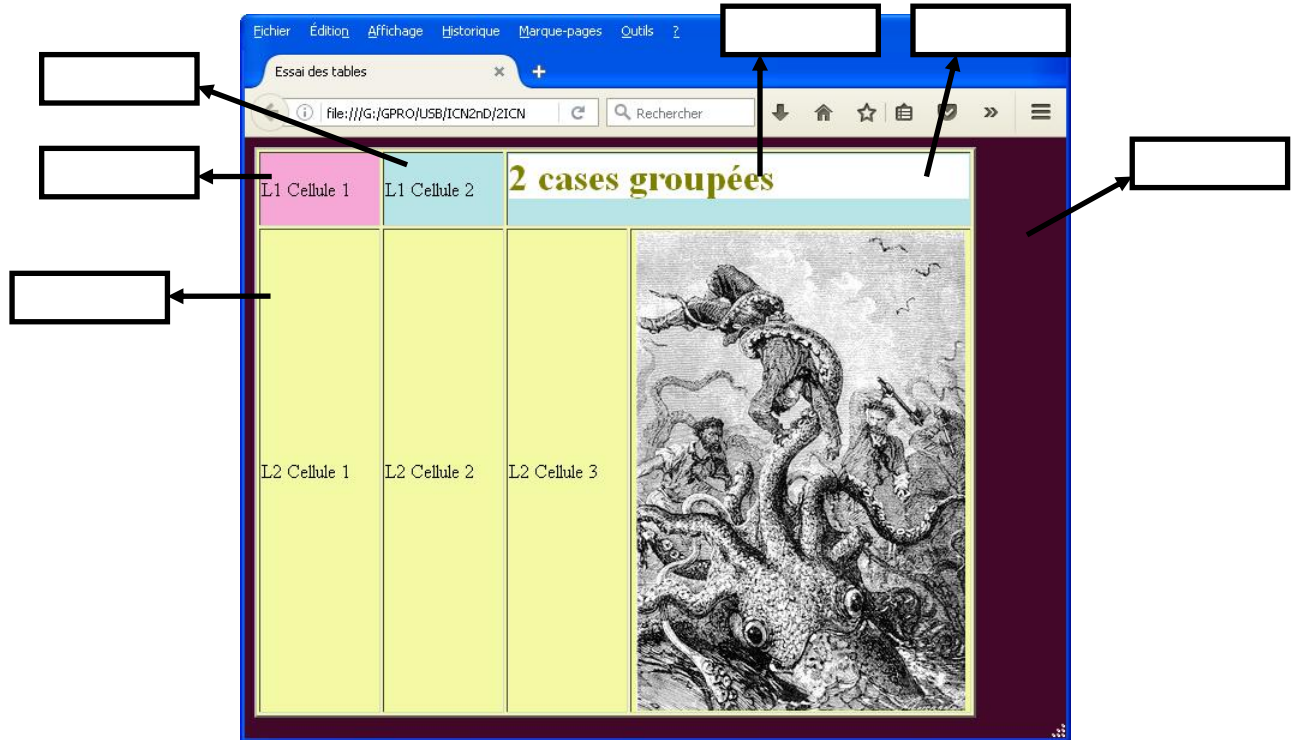 Fichier Édition Affichage Historique Marque-pages Outils ?
Essai des tables
file:///G:/GPRO/USB/ICN2nD/2ICN
Rechercher
L1 Cellule 1 L1 Cellule 2 2 cases groupées
L2 Cellule 1 L2 Cellule 2 L2 Cellule 3